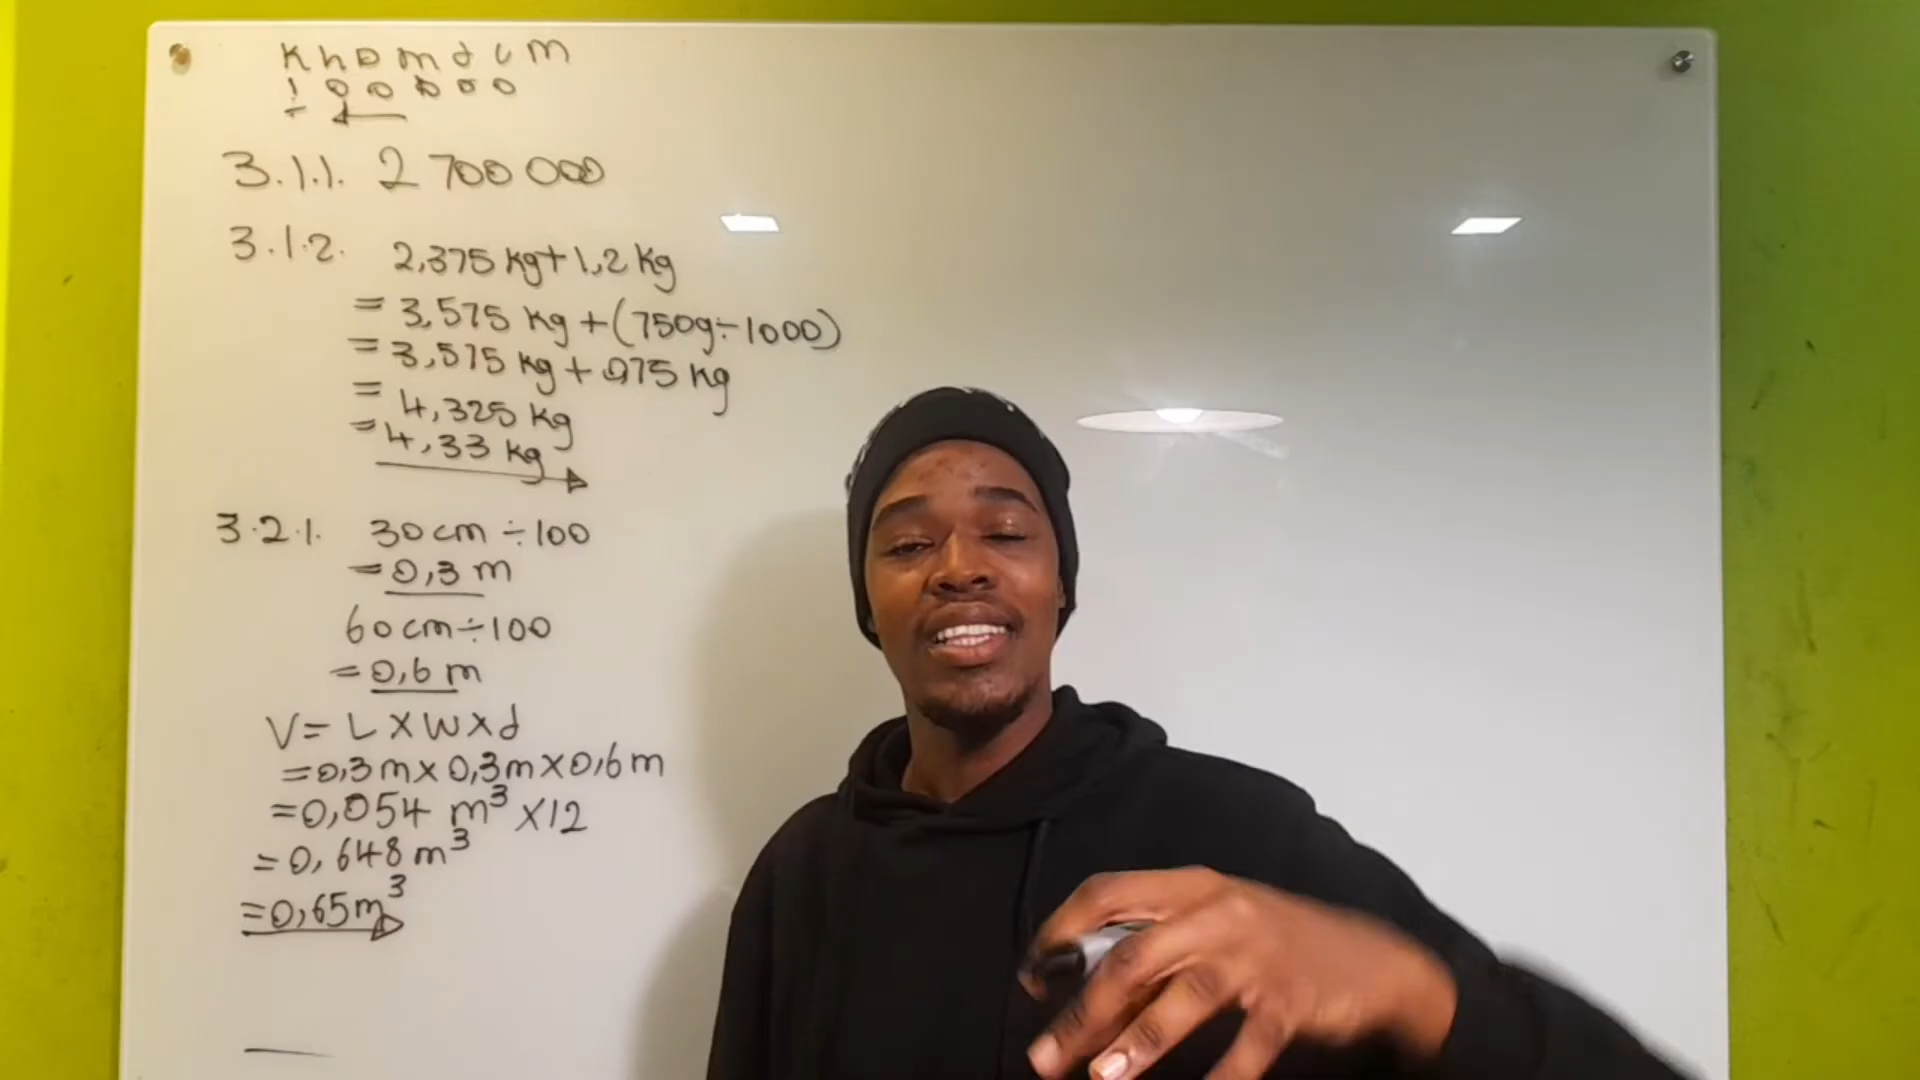 K h D m d c m
1 0 0 0 0 0
3.1.1. 2 700 000
3.1.2. 2,375 kg + 1,2 kg
= 3,575 kg + (750g ÷ 1000)
= 3,575 kg + 0,75 kg
= 4,325 kg
= 4,33 kg
3.2.1. 30 cm ÷ 100
= 0,3 m
60 cm ÷ 100
= 0,6 m
V = L × W × d
= 0,3 m × 0,3 m × 0,6 m
= 0,054 m³ × 12
= 0,648 m³
= 0,65 m³